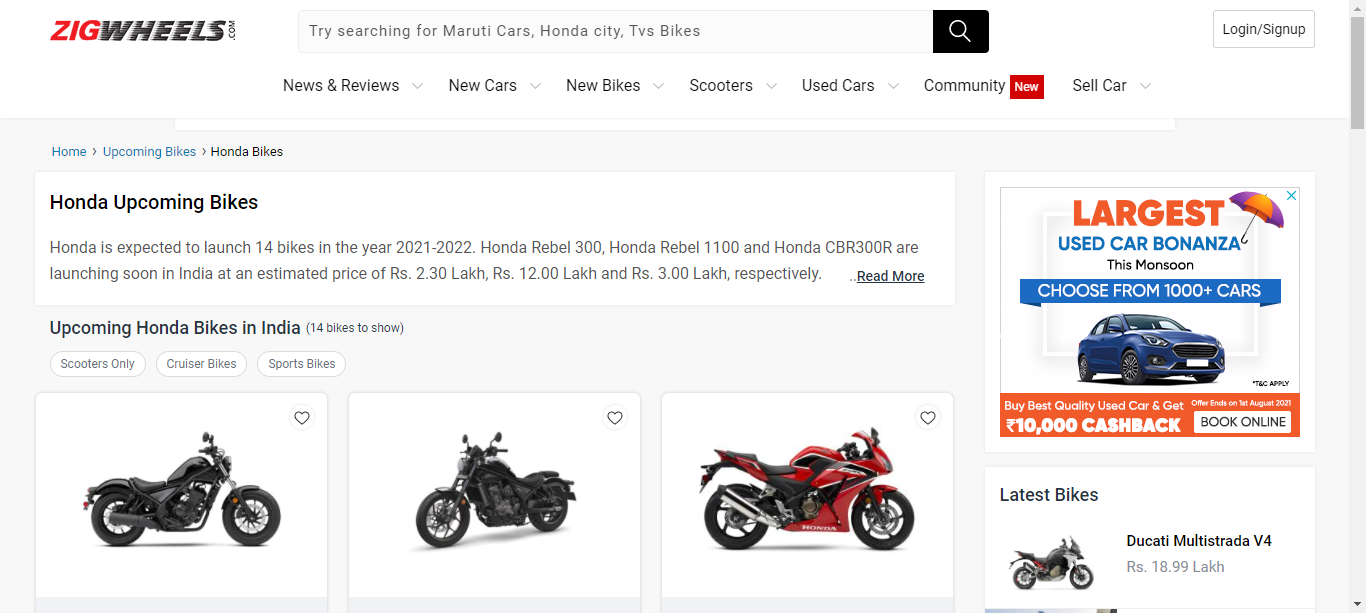 ZIGWHEELS.COM
Try searching for Maruti Cars, Honda city, Tvs Bikes
Login/Signup
News & Reviews
New Cars
New Bikes
Scooters
Used Cars
Community New
Sell Car
Home › Upcoming Bikes › Honda Bikes
Honda Upcoming Bikes
Honda is expected to launch 14 bikes in the year 2021-2022. Honda Rebel 300, Honda Rebel 1100 and Honda CBR300R are
launching soon in India at an estimated price of Rs. 2.30 Lakh, Rs. 12.00 Lakh and Rs. 3.00 Lakh, respectively. ..Read More
Upcoming Honda Bikes in India (14 bikes to show)
Scooters Only
Cruiser Bikes
Sports Bikes
HONDA
LARGEST
USED CAR BONANZA
This Monsoon
CHOOSE FROM 1000+ CARS
*T&C APPLY
Buy Best Quality Used Car & Get
₹10,000 CASHBACK
Offer Ends on 1st August 2021
BOOK ONLINE
Latest Bikes
Ducati Multistrada V4
Rs. 18.99 Lakh